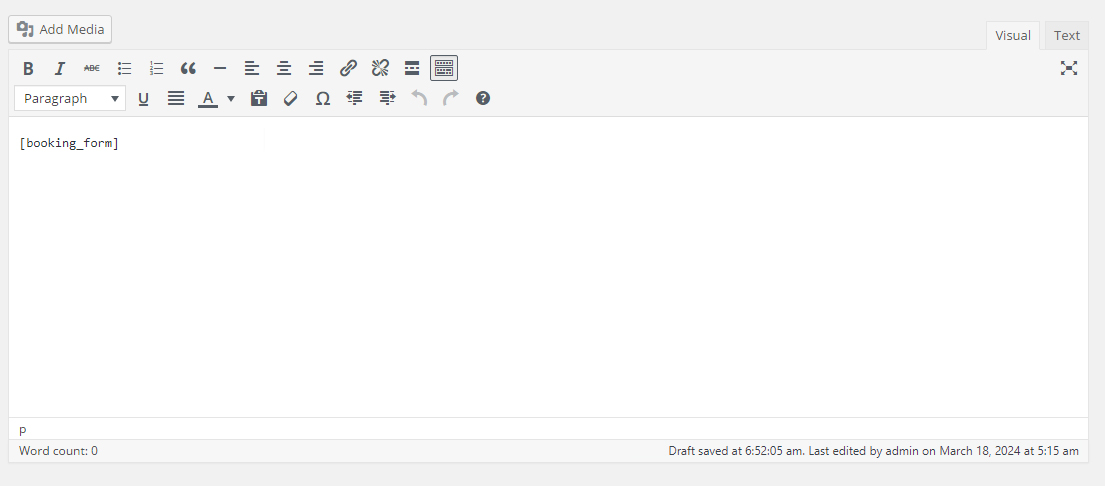 Add Media
Visual Text
B I ABC
Paragraph U A T Ω ?
[booking_form]
p
Word count: 0 Draft saved at 6:52:05 am. Last edited by admin on March 18, 2024 at 5:15 am